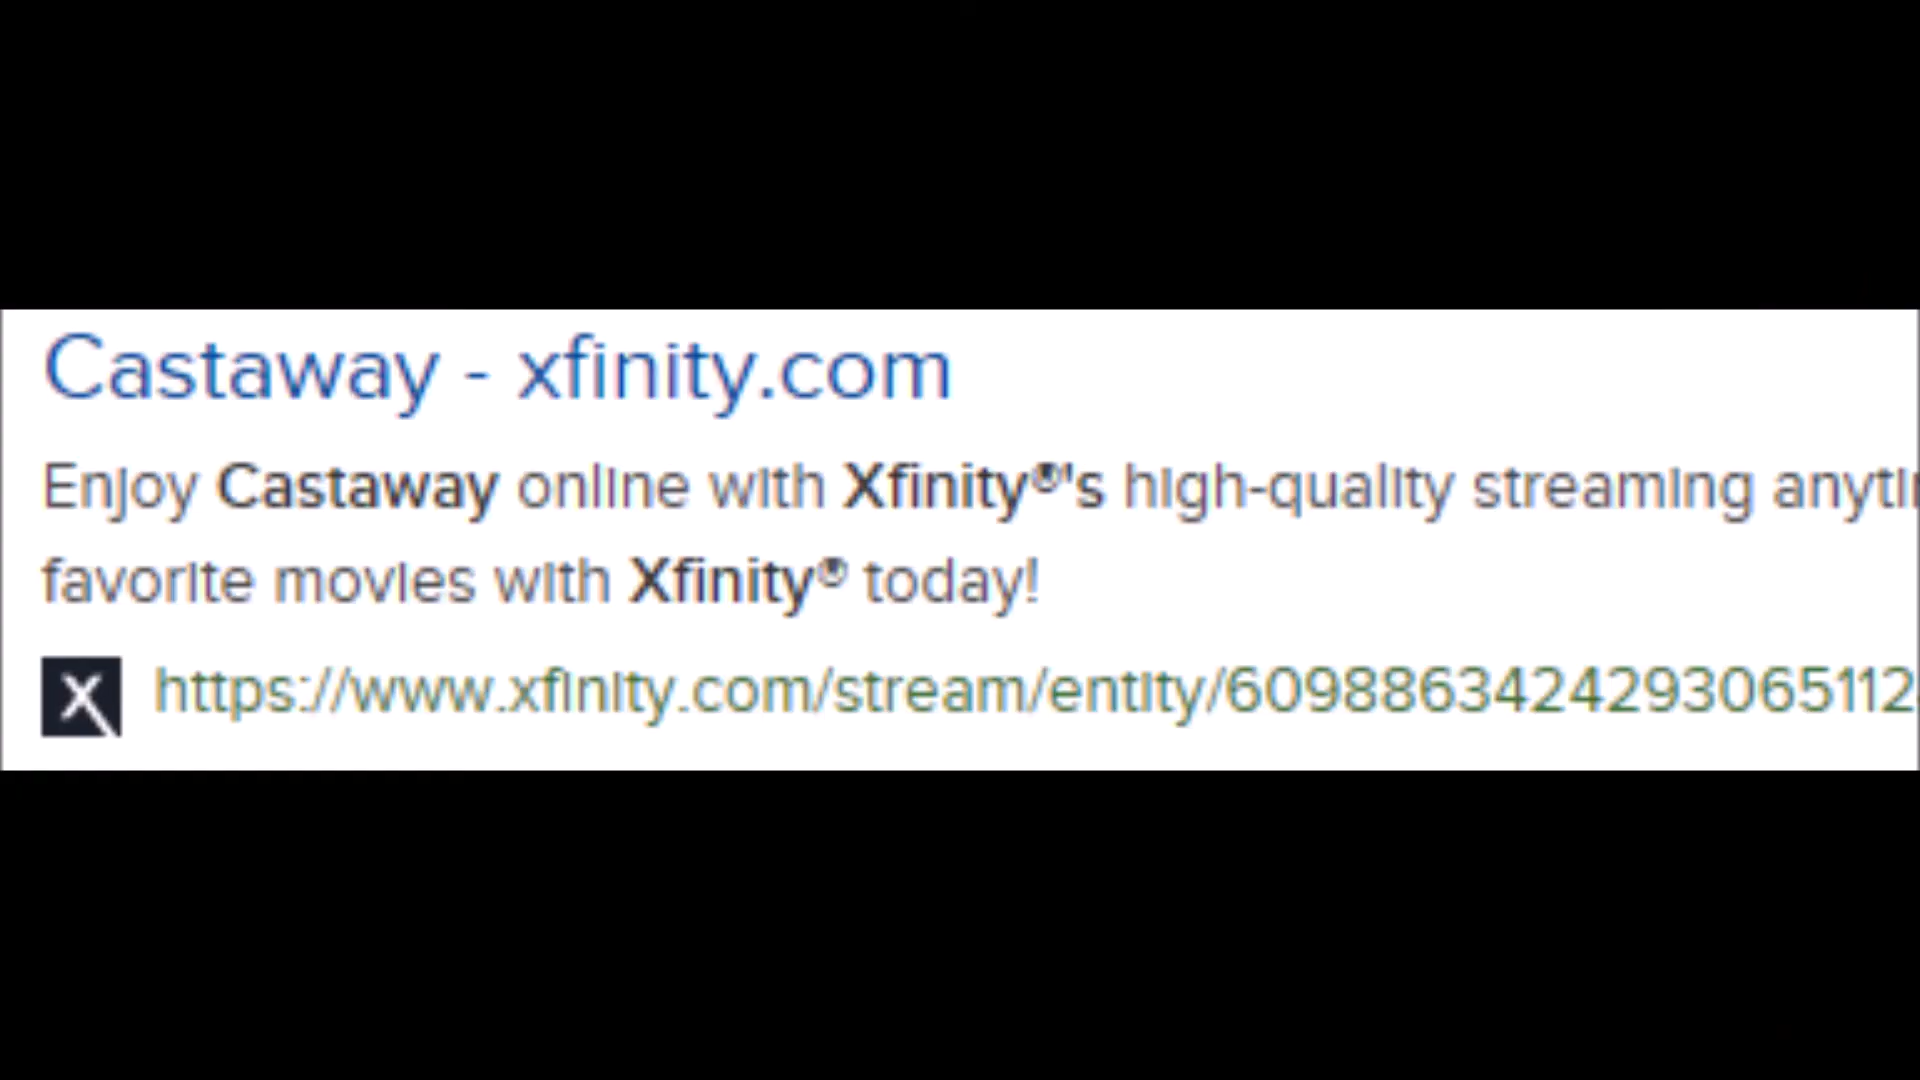 Castaway - xfinity.com
Enjoy Castaway online with Xfinity®'s high-quality streaming
favorite movies with Xfinity® today!
X https://www.xfinity.com/stream/entity/6098863424293065112